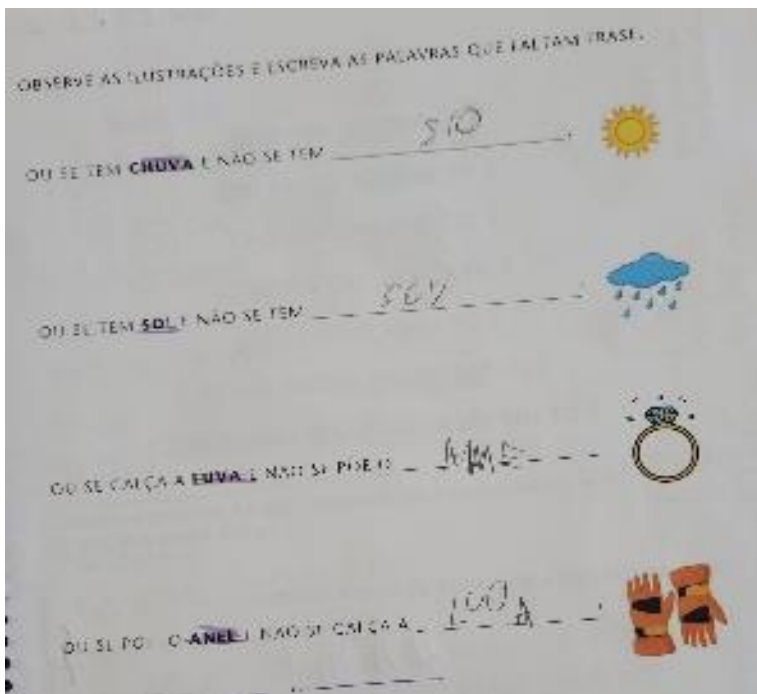 OBSERVE AS ILUSTRAÇÕES E ESCREVA AS PALAVRAS QUE FALTAM FRASE.
OU SE TEM CHUVA E NÃO SE TEM SIO
OU SE TEM SOL E NÃO SE TEM
OU SE CALÇA A LUVA E NÃO SE PÕE O
OU SE PÕE O ANEL E NÃO SE CALÇA A